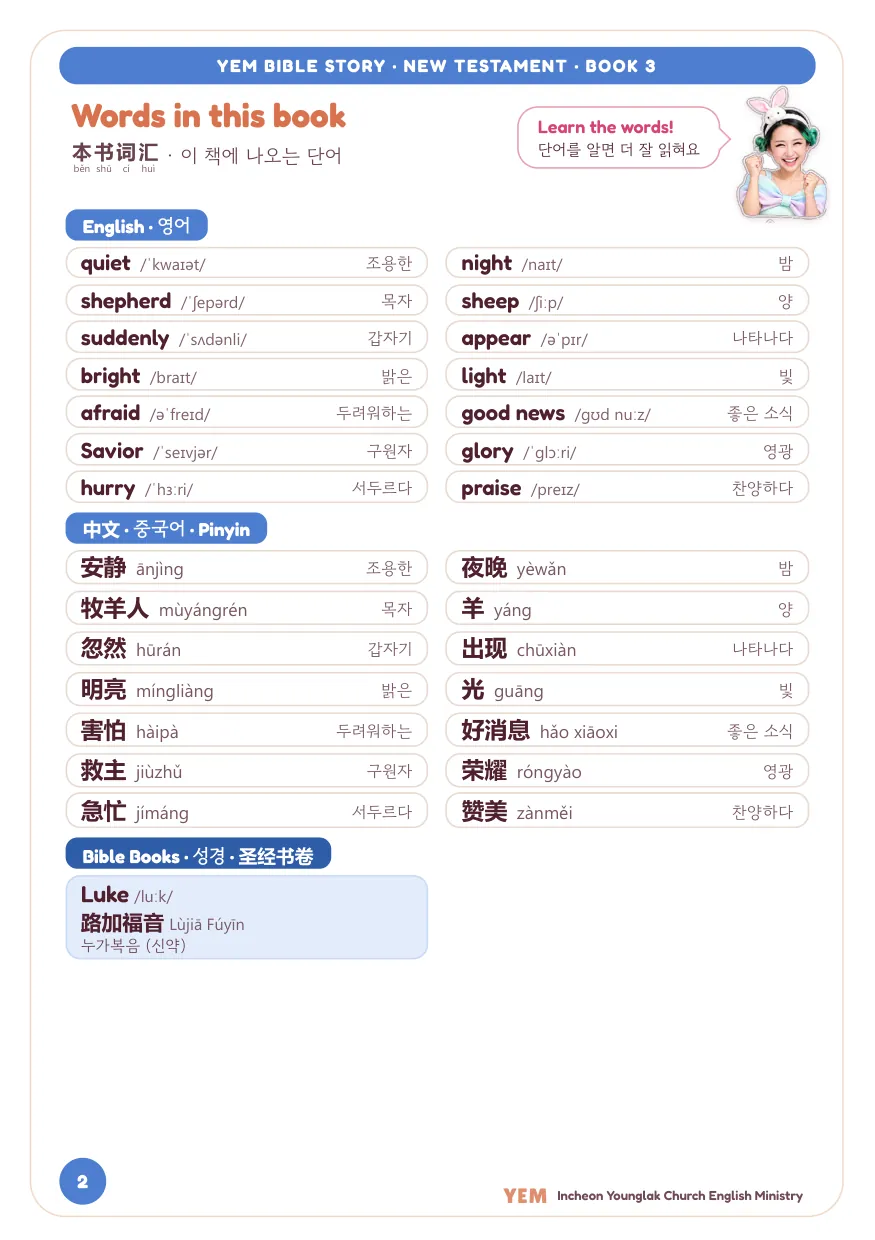 YEM BIBLE STORY · NEW TESTAMENT · BOOK 3
Words in this book
本书词汇 · 이 책에 나오는 단어
běn shū cí huì
Learn the words!
단어를 알면 더 잘 읽혀요
English · 영어
quiet /ˈkwaɪət/ 조용한
night /naɪt/ 밤
shepherd /ˈʃepərd/ 목자
sheep /ʃiːp/ 양
suddenly /ˈsʌdənli/ 갑자기
appear /əˈpɪr/ 나타나다
bright /braɪt/ 밝은
light /laɪt/ 빛
afraid /əˈfreɪd/ 두려워하는
good news /ɡʊd nuːz/ 좋은 소식
Savior /ˈseɪvjər/ 구원자
glory /ˈɡlɔːri/ 영광
hurry /ˈhɜːri/ 서두르다
praise /preɪz/ 찬양하다
中文 · 중국어 · Pinyin
安静 ānjìng 조용한
夜晚 yèwǎn 밤
牧羊人 mùyángrén 목자
羊 yáng 양
忽然 hūrán 갑자기
出现 chūxiàn 나타나다
明亮 míngliàng 밝은
光 guāng 빛
害怕 hàipà 두려워하는
好消息 hǎo xiāoxi 좋은 소식
救主 jiùzhǔ 구원자
荣耀 róngyào 영광
急忙 jímáng 서두르다
赞美 zànměi 찬양하다
Bible Books · 성경 · 圣经书卷
Luke /luːk/
路加福音 Lùjiā Fúyīn
누가복음 (신약)
2
YEM Incheon Younglak Church English Ministry